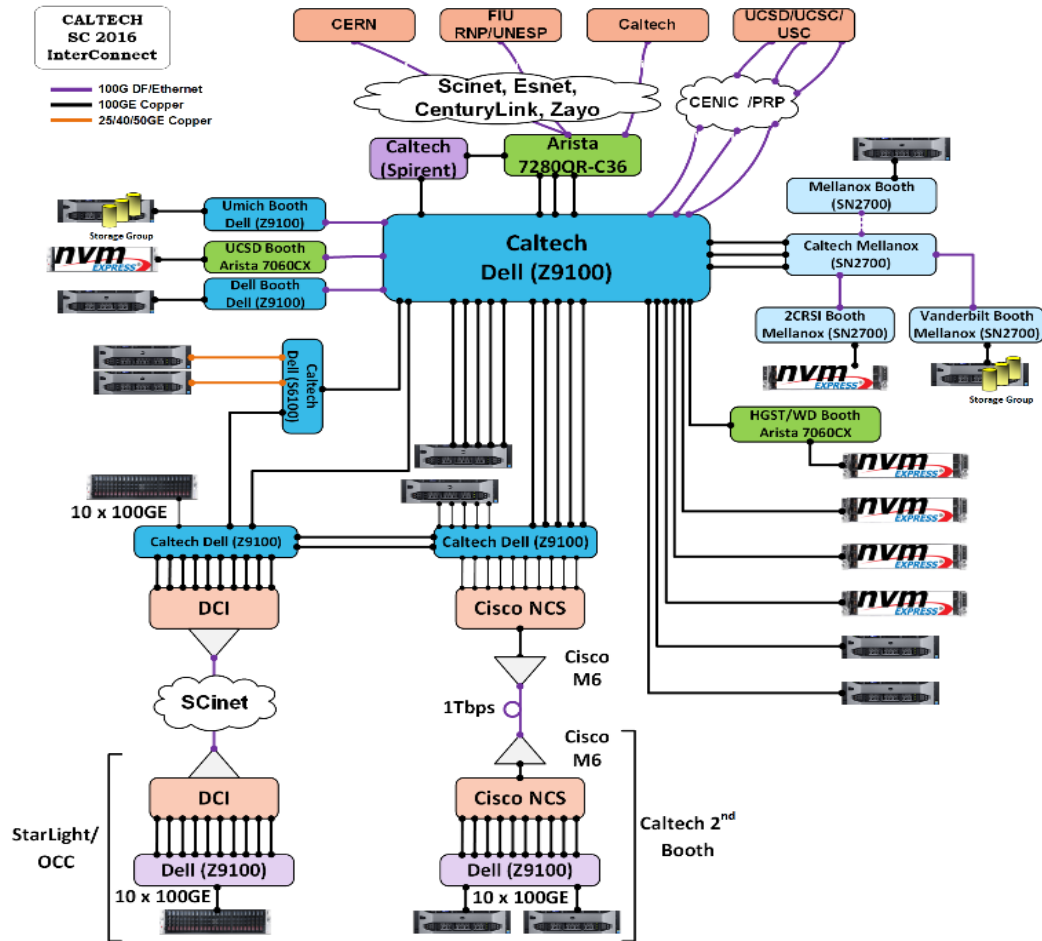 CALTECH
SC 2016
InterConnect
100G DF/Ethernet
100GE Copper
25/40/50GE Copper
CERN
FIU
RNP/UNESP
Caltech
UCSD/UCSC/
USC
Scinet, Esnet,
CenturyLink, Zayo
CENIC /PRP
Caltech
(Spirent)
Arista
7280QR-C36
Mellanox Booth
(SN2700)
Umich Booth
Dell (Z9100)
Storage Group
UCSD Booth
Arista 7060CX
nvm
EXPRESS
Dell Booth
Dell (Z9100)
Caltech
Dell (Z9100)
Caltech Mellanox
(SN2700)
2CRSI Booth
Mellanox (SN2700)
Vanderbilt Booth
Mellanox (SN2700)
nvm
EXPRESS
Storage Group
Caltech
Dell (S6100)
HGST/WD Booth
Arista 7060CX
nvm
EXPRESS
nvm
EXPRESS
nvm
EXPRESS
nvm
EXPRESS
10 x 100GE
Caltech Dell (Z9100)
Caltech Dell (Z9100)
DCI
Cisco NCS
Cisco
M6
SCinet
1Tbps
Cisco
M6
DCI
Cisco NCS
StarLight/
OCC
Caltech 2nd
Booth
Dell (Z9100)
Dell (Z9100)
10 x 100GE
10 x 100GE